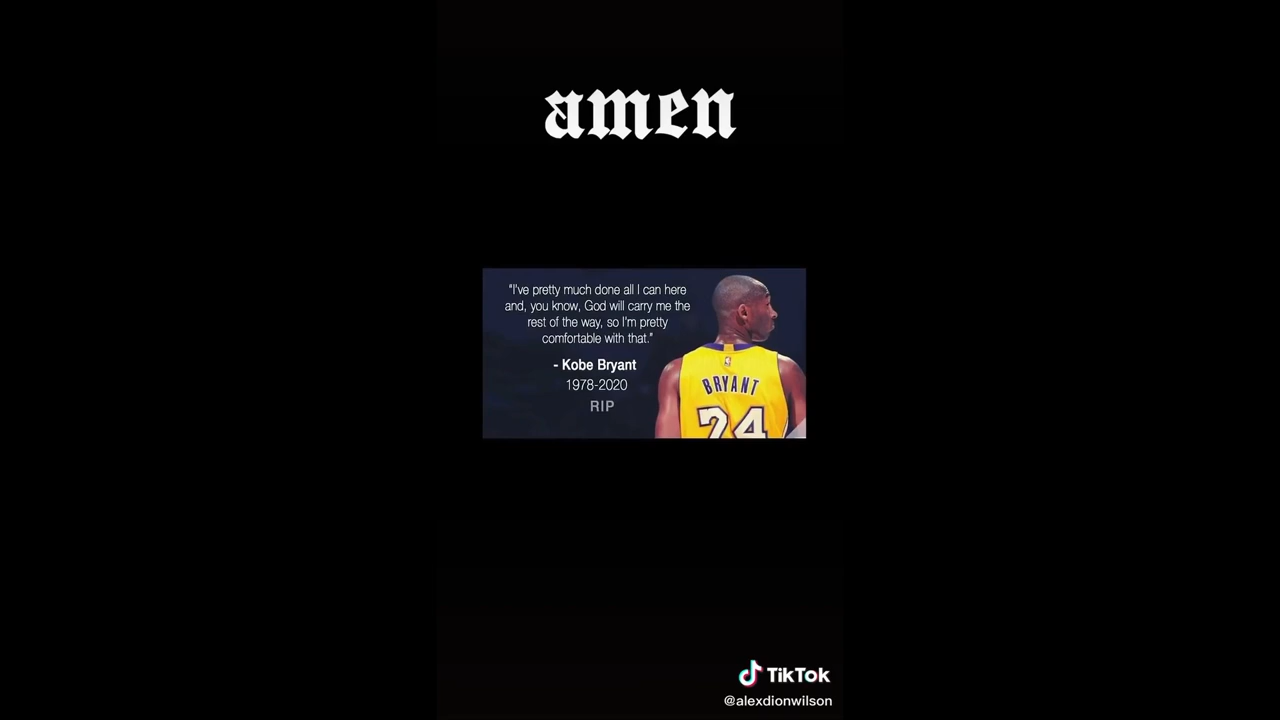 amen
"I've pretty much done all I can here
and, you know, God will carry me the
rest of the way, so I'm pretty
comfortable with that."
- Kobe Bryant
1978-2020
RIP
BRYANT
24
TikTok
@alexdionwilson